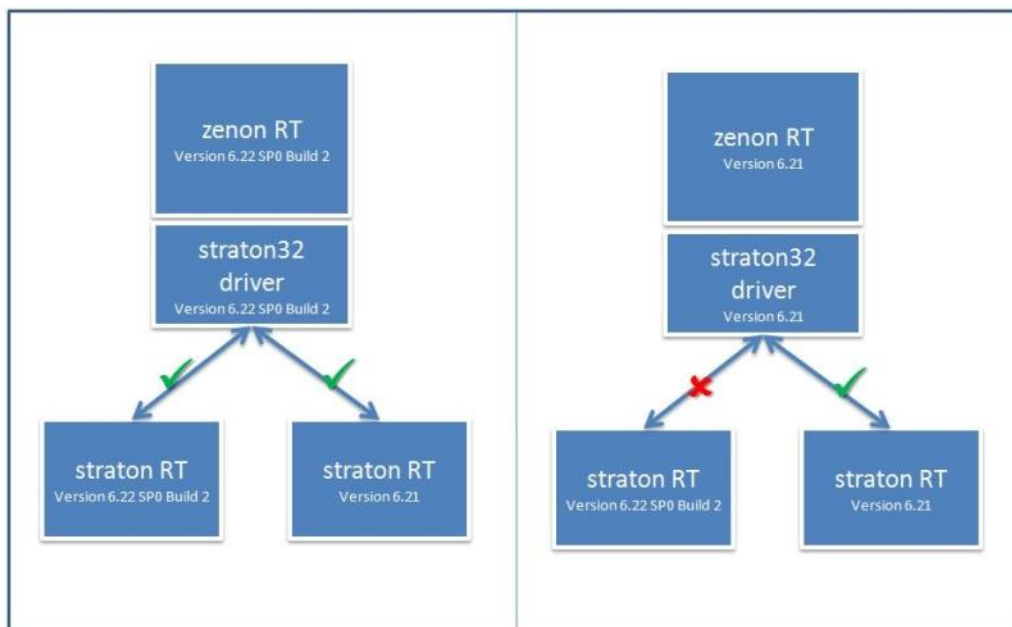 zenon RT
Version 6.22 SP0 Build 2
straton32
driver
Version 6.22 SP0 Build 2
straton RT
Version 6.22 SP0 Build 2
straton RT
Version 6.21
zenon RT
Version 6.21
straton32
driver
Version 6.21
straton RT
Version 6.22 SP0 Build 2
straton RT
Version 6.21